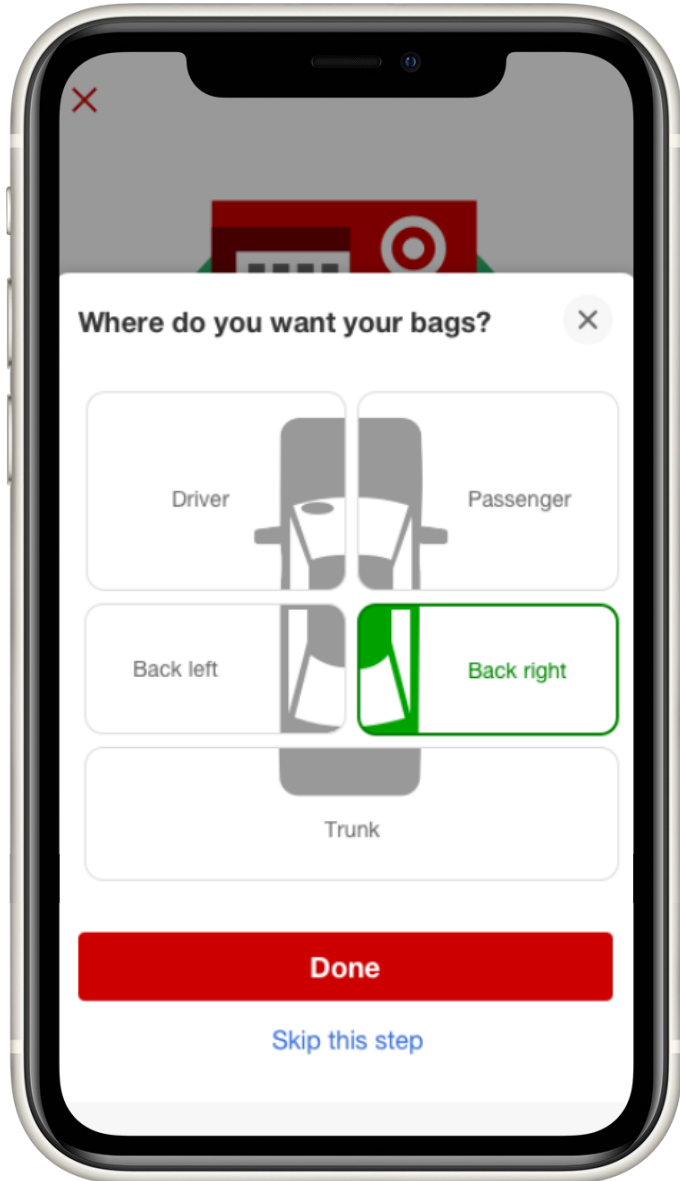 Where do you want your bags?
Driver
Passenger
Back left
Back right
Trunk
Done
Skip this step